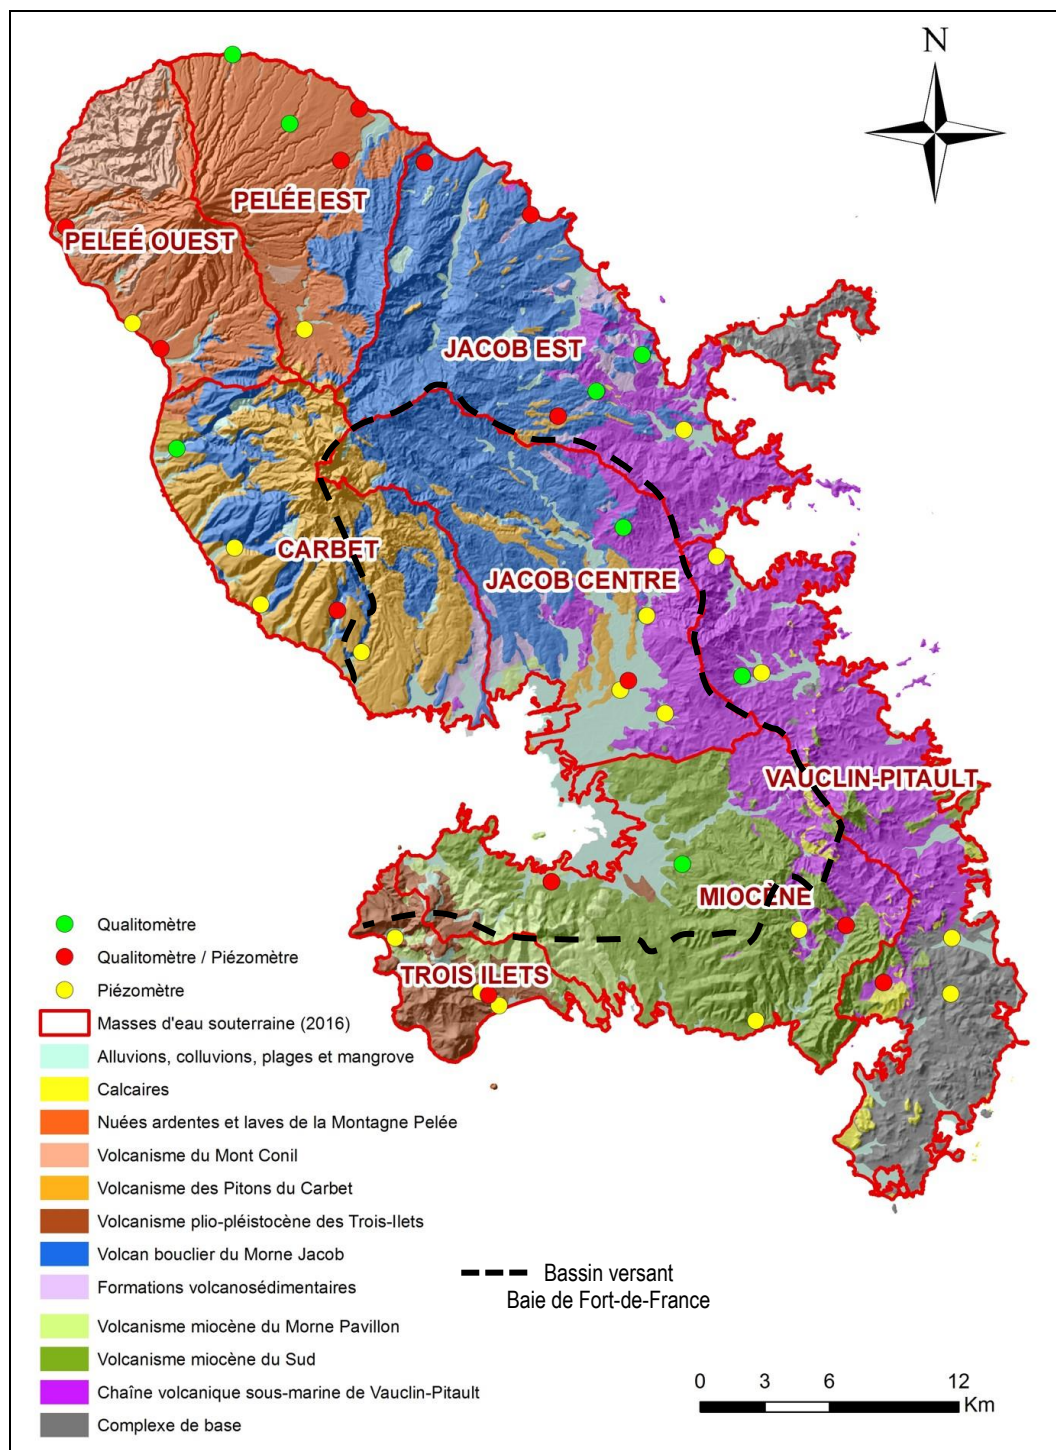 N
PELÉE EST
PELEÉ OUEST
JACOB EST
CARBET
JACOB CENTRE
VAUCLIN-PITAULT
MIOCÈNE
TROIS ILETS
Qualitomètre
Qualitomètre / Piézomètre
Piézomètre
Masses d'eau souterraine (2016)
Alluvions, colluvions, plages et mangrove
Calcaires
Nuées ardentes et laves de la Montagne Pelée
Volcanisme du Mont Conil
Volcanisme des Pitons du Carbet
Volcanisme plio-pléistocène des Trois-Ilets
Volcan bouclier du Morne Jacob
Formations volcanosédimentaires
Volcanisme miocène du Morne Pavillon
Volcanisme miocène du Sud
Chaîne volcanique sous-marine de Vauclin-Pitault
Complexe de base
Bassin versant
Baie de Fort-de-France
0 3 6 12
Km